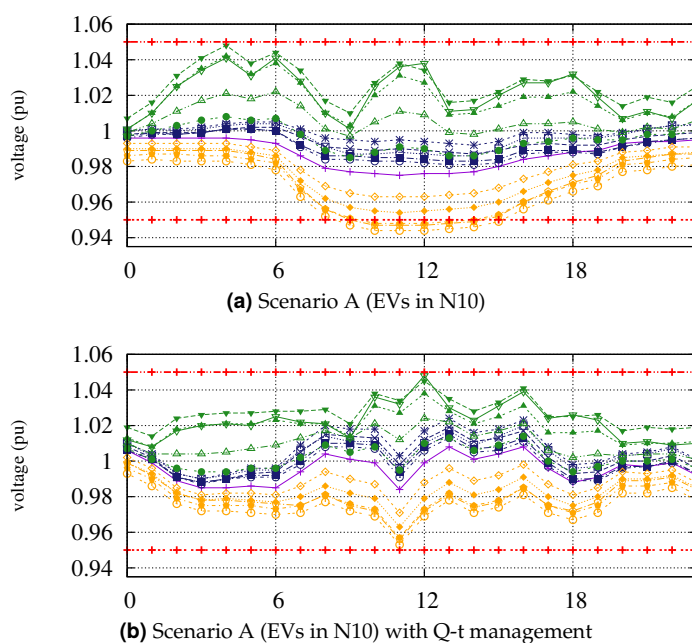 1.06
1.04
1.02
1
0.98
0.96
0.94
voltage (pu)
0 6 12 18
(a) Scenario A (EVs in N10)
1.06
1.04
1.02
1
0.98
0.96
0.94
voltage (pu)
0 6 12 18
(b) Scenario A (EVs in N10) with Q-t management